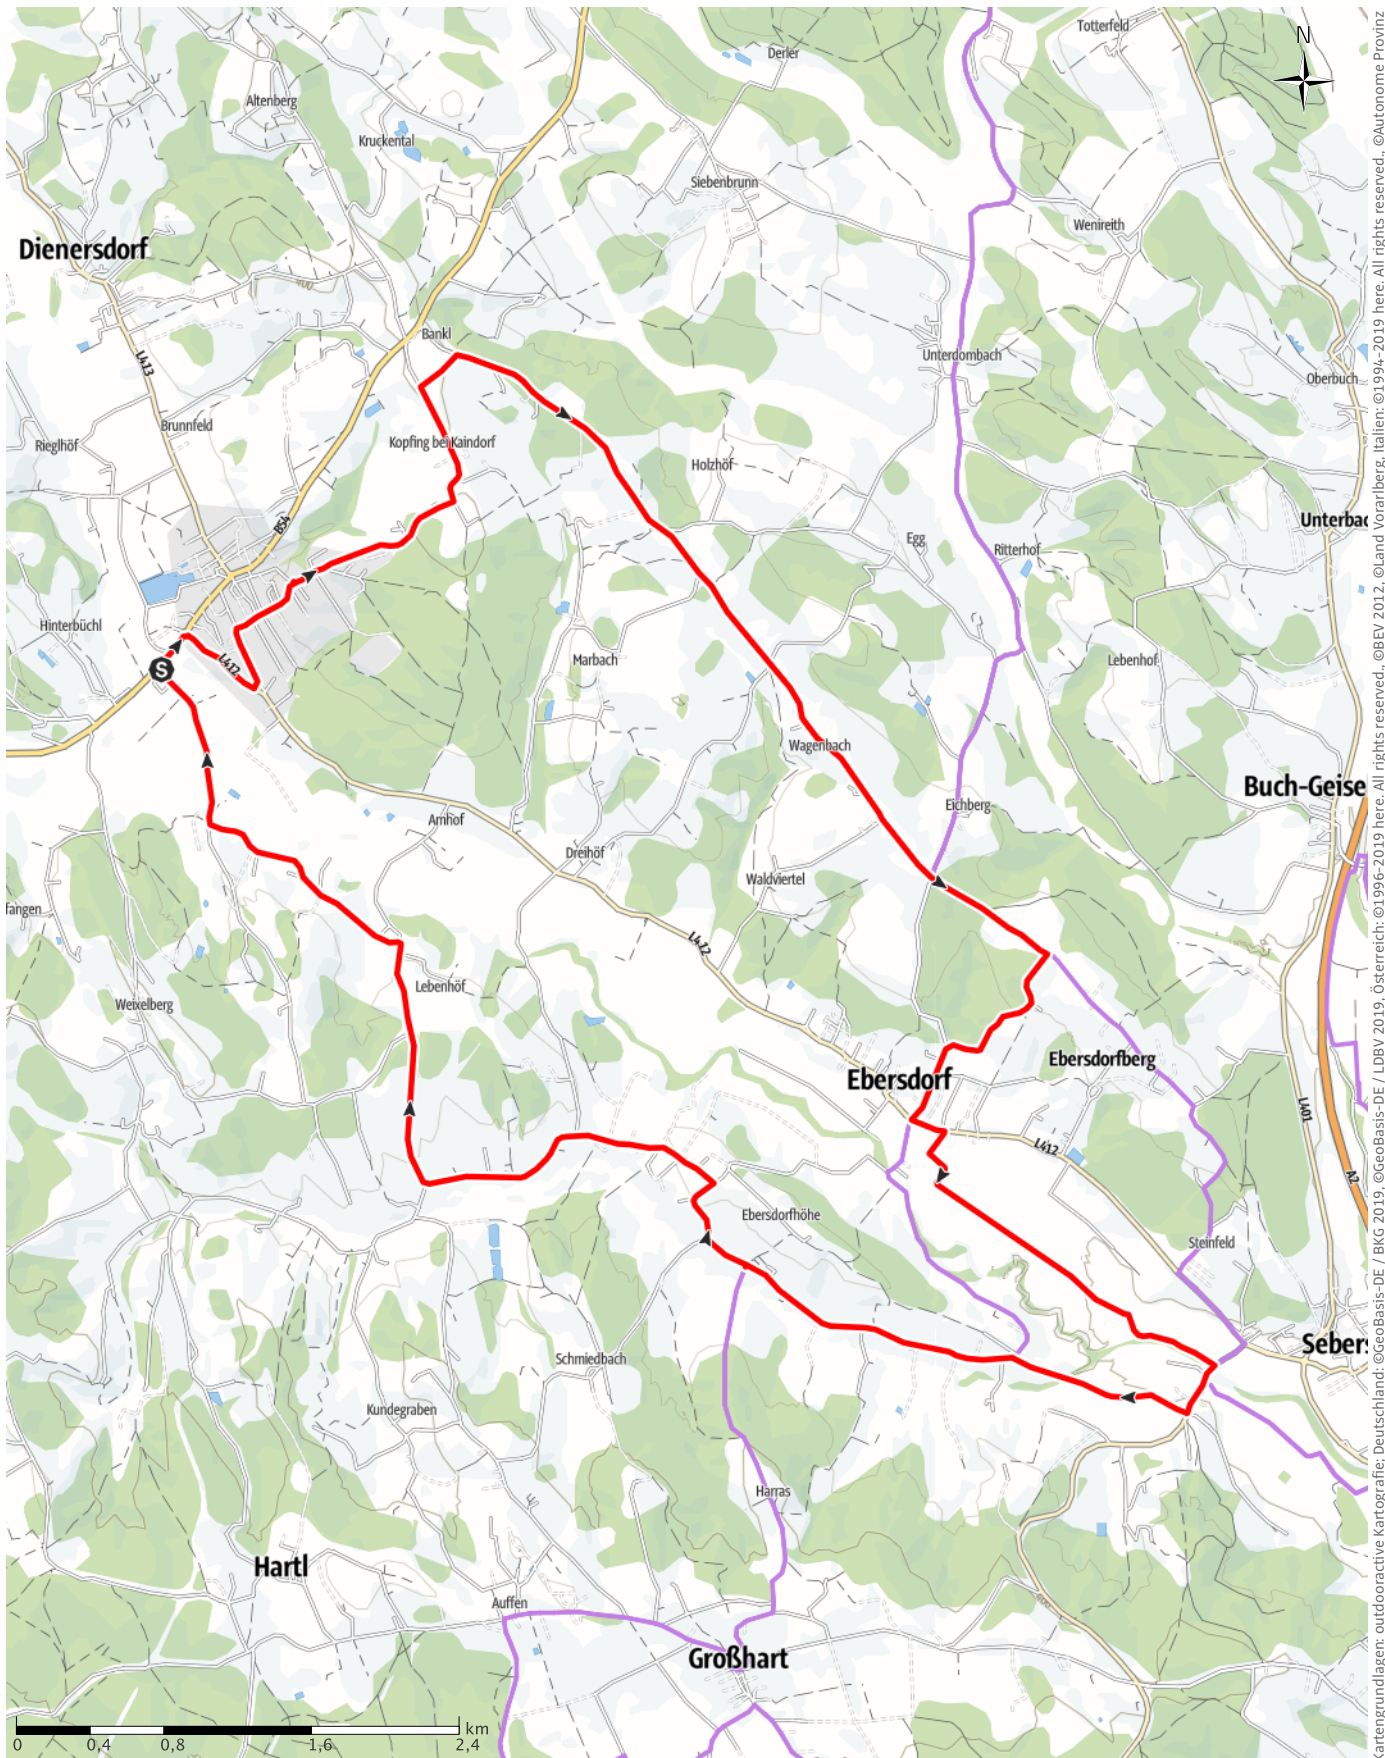 Totterfeld
N
Derler
Altenberg
Kruckental
Siebenbrunn
Wenireith
Dienersdorf
400
Bankl
Unterdombach
L413
Oberbuch
Brunnfeld
Rieglhöf
Kopfing bei Kaindorf
Holzhöf
B54
Unterbac
Egg
Ritterhof
Hinterbüchl
S
L412
Marbach
Lebenhof
Wagenbach
Buch-Geise
Eichberg
Arnhof
Dreihöf
Waldviertel
fangen
L412
Lebenhöf
Weixelberg
Ebersdorfberg
Ebersdorf
L401
L412
A2
Ebersdorfhöhe
Steinfeld
Sebers
Schmiedbach
Kundegraben
Harras
Hartl
Auffen
400
Großhart
km
0
0,4
0,8
1,6
2,4
artengrundlagen: outdooractive Kartografie; Deutschland: ©GeoBasis-DE / BKG 2019, ©GeoBasis-DE / LDBV 2019, Österreich: ©1996-2019 here. All rights reserved., ©BEV 2012, ©Land Vorarlberg, Italien: ©1994-2019 here. All rights reserved., ©Autonome Provinz